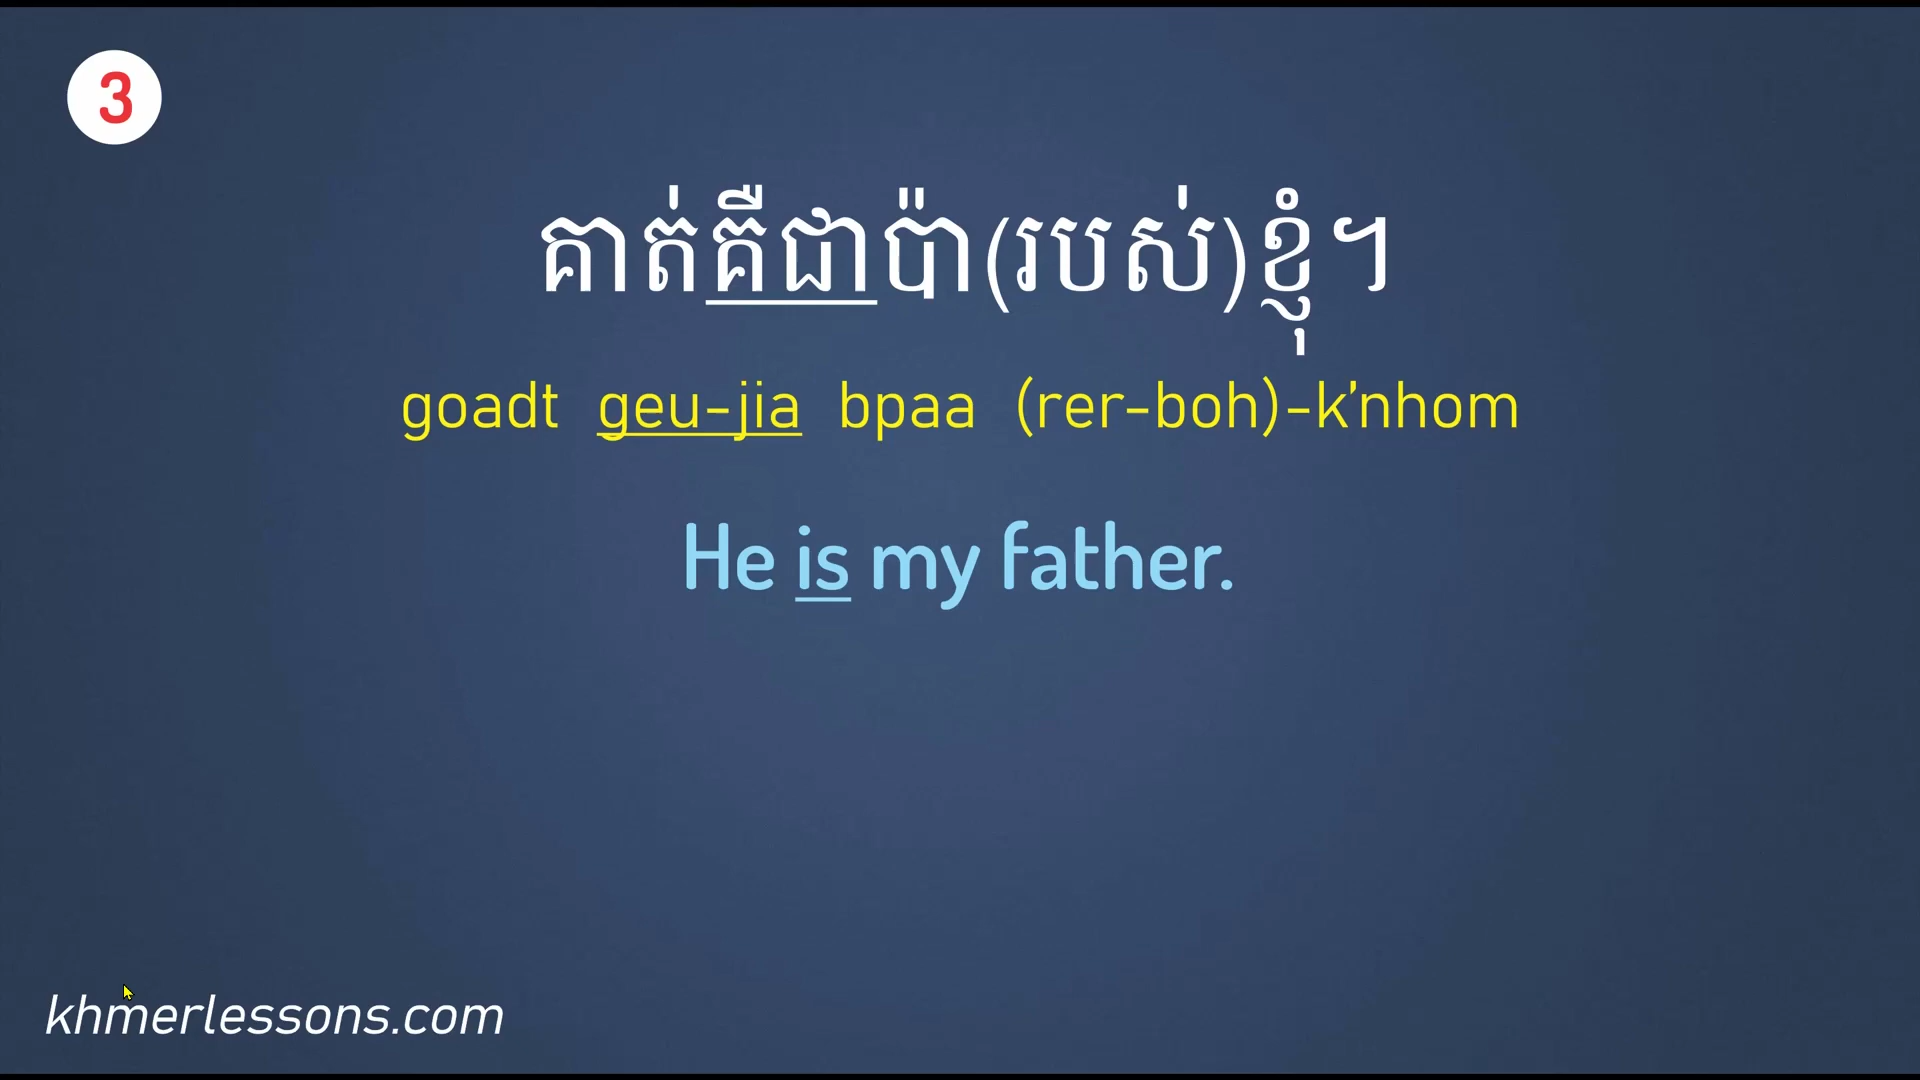 3
គាត់គឺជាប៉ា(របស់)ខ្ញុំ។
goadt geu-jia bpaa (rer-boh)-k’nhom
He is my father.
khmerlessons.com